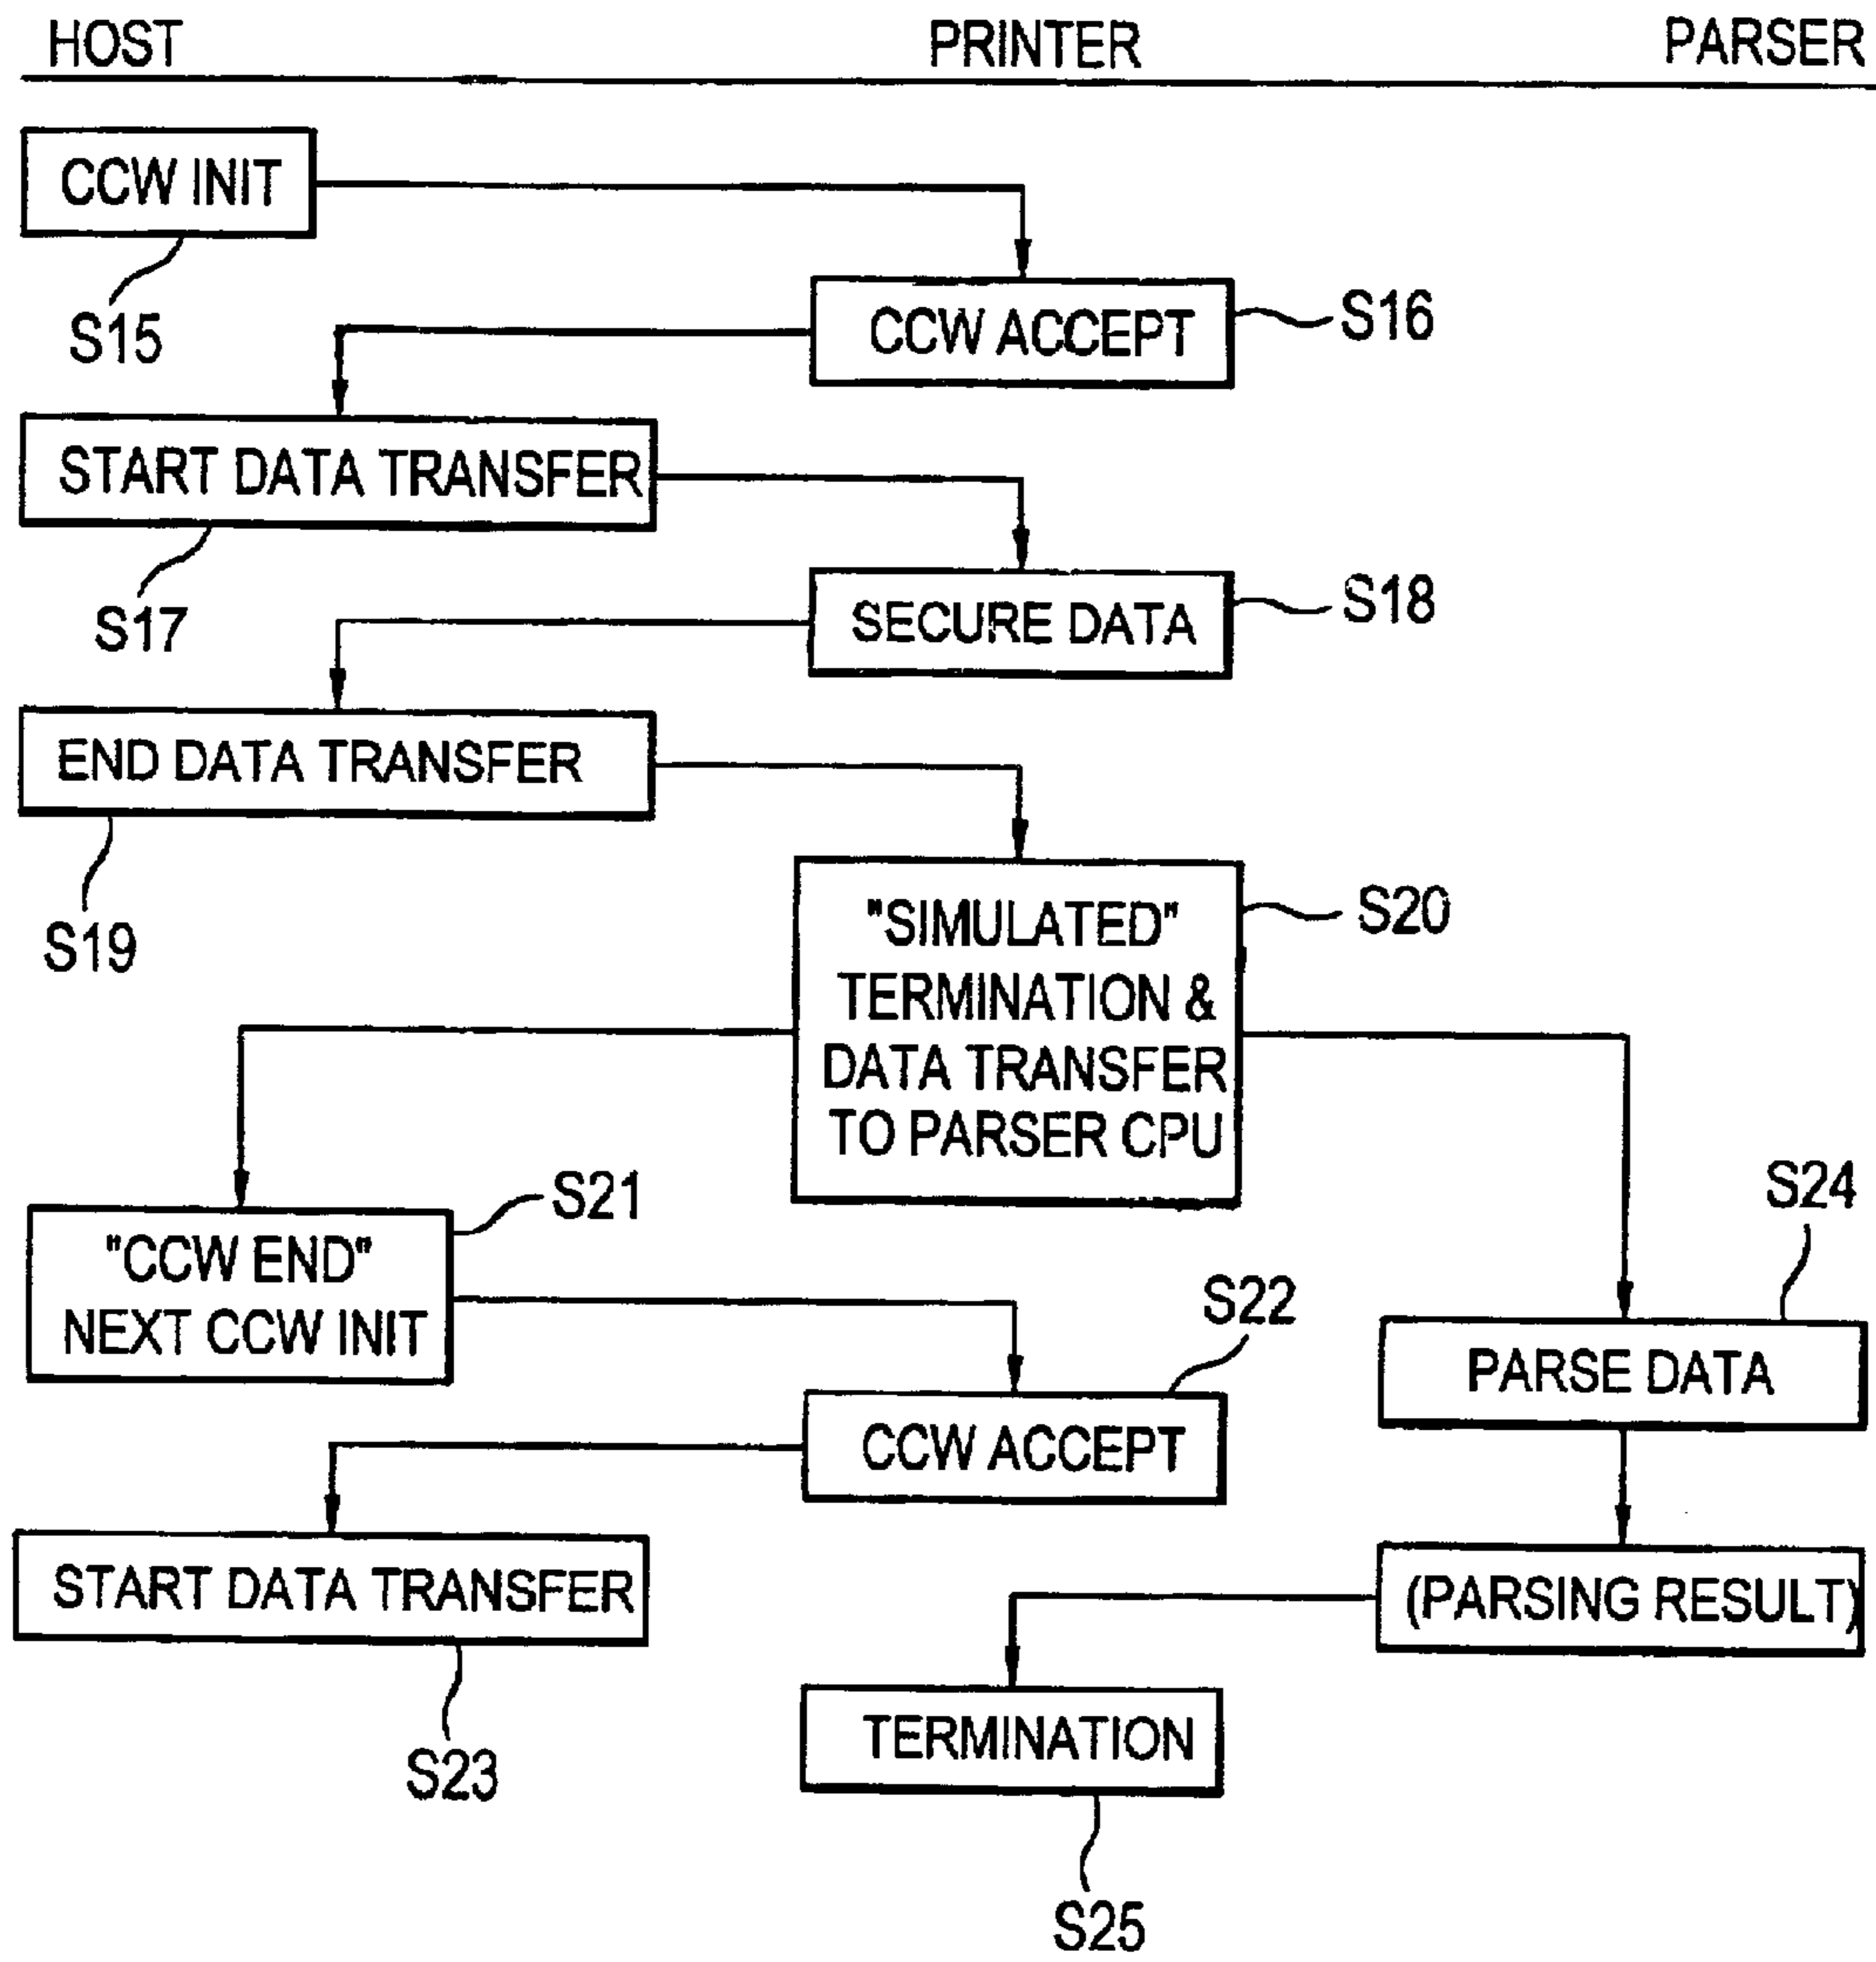 HOST PRINTER PARSER
CCW INIT
S15
CCW ACCEPT
S16
START DATA TRANSFER
S17
SECURE DATA
S18
END DATA TRANSFER
S19
"SIMULATED"
TERMINATION &
DATA TRANSFER
TO PARSER CPU
S20
"CCW END"
NEXT CCW INIT
S21
S24
PARSE DATA
S22
CCW ACCEPT
START DATA TRANSFER
S23
(PARSING RESULT)
TERMINATION
S25